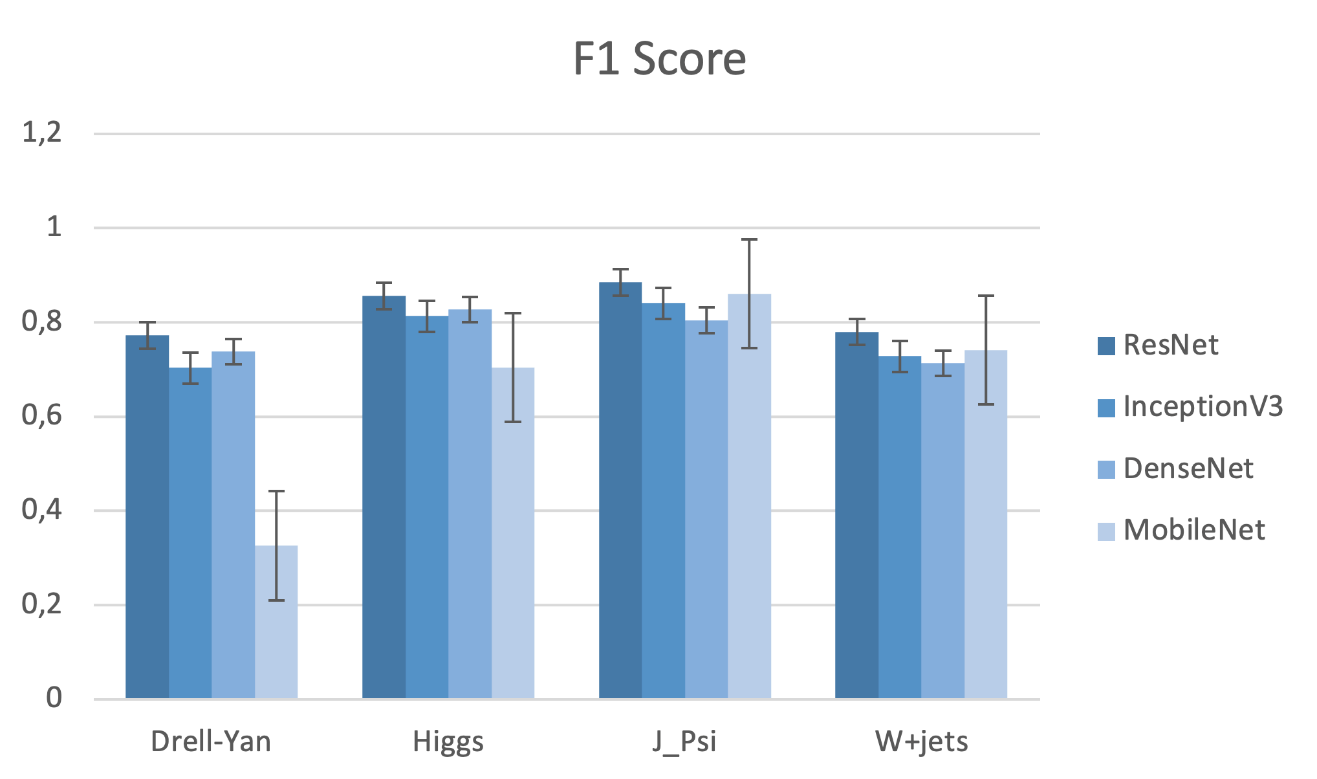 F1 Score
1,2
1
0,8
0,6
0,4
0,2
0
Drell-Yan
Higgs
J_Psi
W+jets
ResNet
InceptionV3
DenseNet
MobileNet